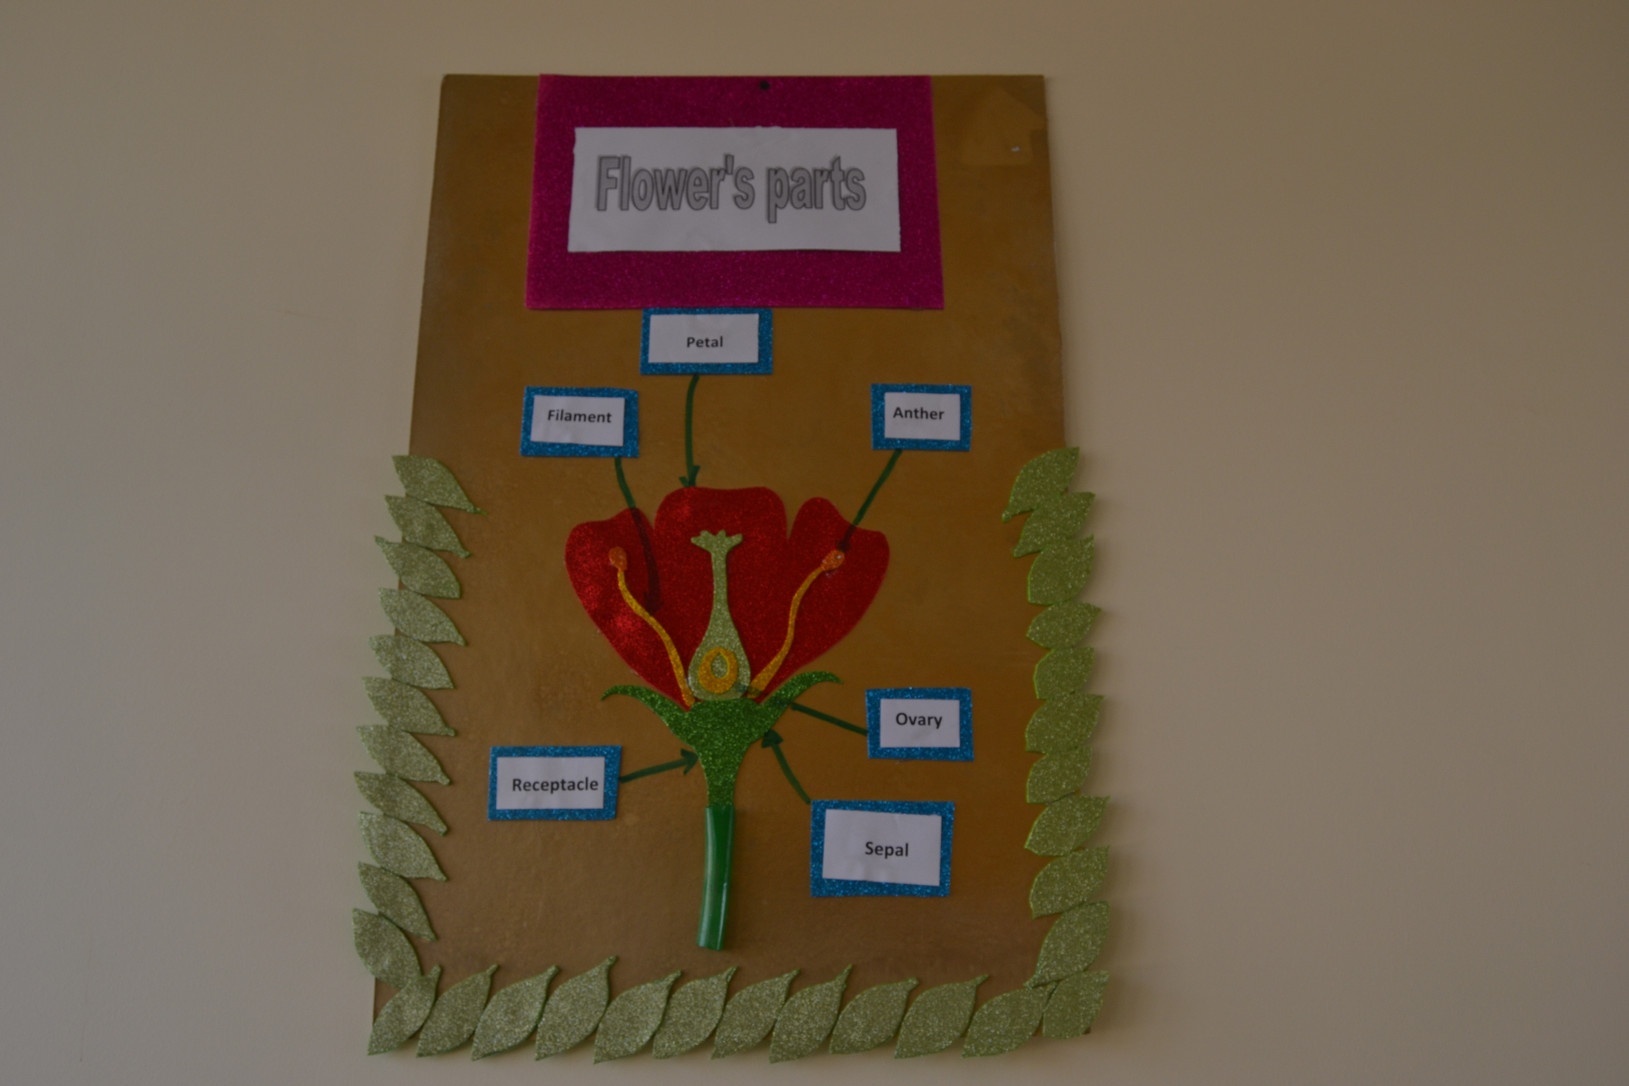 Flower's parts
Petal
Filament
Anther
Ovary
Receptacle
Sepal